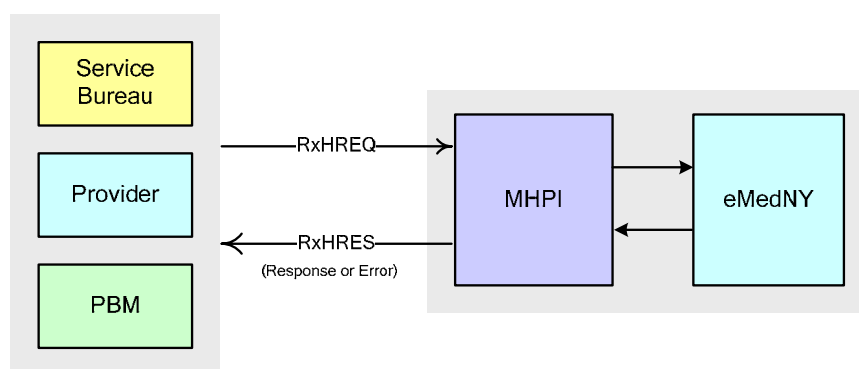 Service
Bureau
Provider
PBM
RxHREQ
RxHRES
(Response or Error)
MHPI
eMedNY